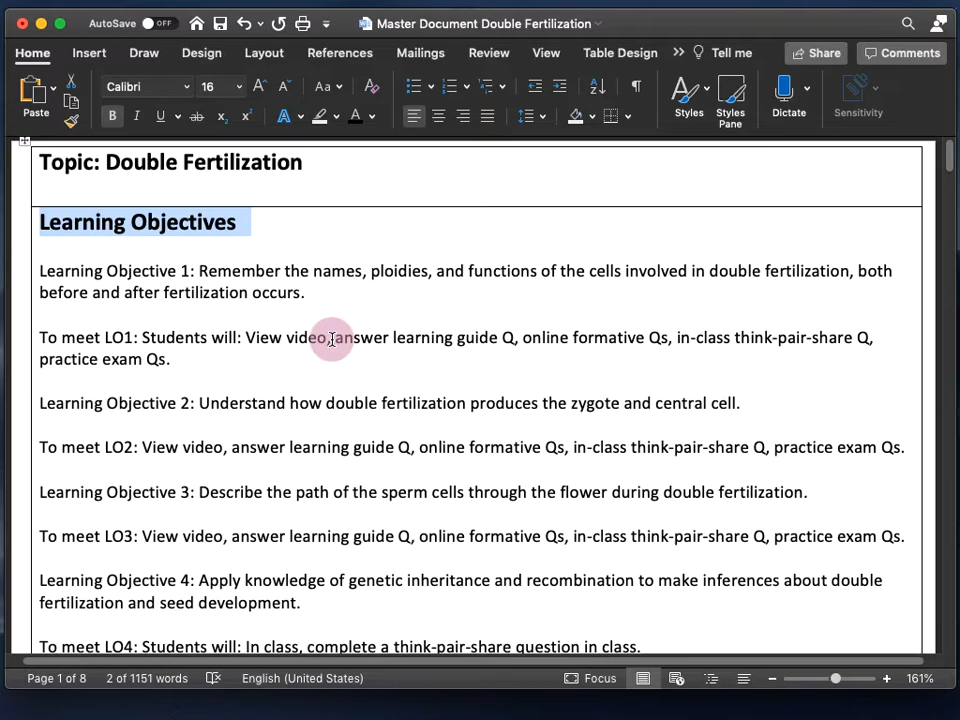 AutoSave OFF Master Document Double Fertilization
Home Insert Draw Design Layout References Mailings Review View Table Design Tell me Share Comments
Paste Calibri 16 Aa Styles Styles Pane Dictate Sensitivity
Topic: Double Fertilization
Learning Objectives
Learning Objective 1: Remember the names, ploidies, and functions of the cells involved in double fertilization, both
before and after fertilization occurs.
To meet LO1: Students will: View video, answer learning guide Q, online formative Qs, in-class think-pair-share Q,
practice exam Qs.
Learning Objective 2: Understand how double fertilization produces the zygote and central cell.
To meet LO2: View video, answer learning guide Q, online formative Qs, in-class think-pair-share Q, practice exam Qs.
Learning Objective 3: Describe the path of the sperm cells through the flower during double fertilization.
To meet LO3: View video, answer learning guide Q, online formative Qs, in-class think-pair-share Q, practice exam Qs.
Learning Objective 4: Apply knowledge of genetic inheritance and recombination to make inferences about double
fertilization and seed development.
To meet LO4: Students will: In class, complete a think-pair-share question in class.
Page 1 of 8 2 of 1151 words English (United States) Focus 161%